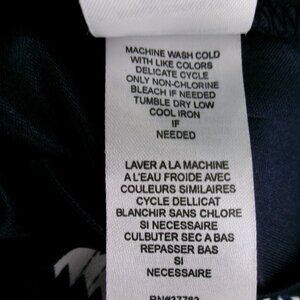 MACHINE WASH COLD
WITH LIKE COLORS
DELICATE CYCLE
ONLY NON-CHLORINE
BLEACH IF NEEDED
TUMBLE DRY LOW
COOL IRON
IF
NEEDED
LAVER A LA MACHINE
A L'EAU FROIDE AVEC
COULEURS SIMILAIRES
CYCLE DELLICAT
BLANCHIR SANS CHLORE
SI NECESSAIRE
CULBUTER SEC A BAS
REPASSER BAS
SI
NECESSAIRE